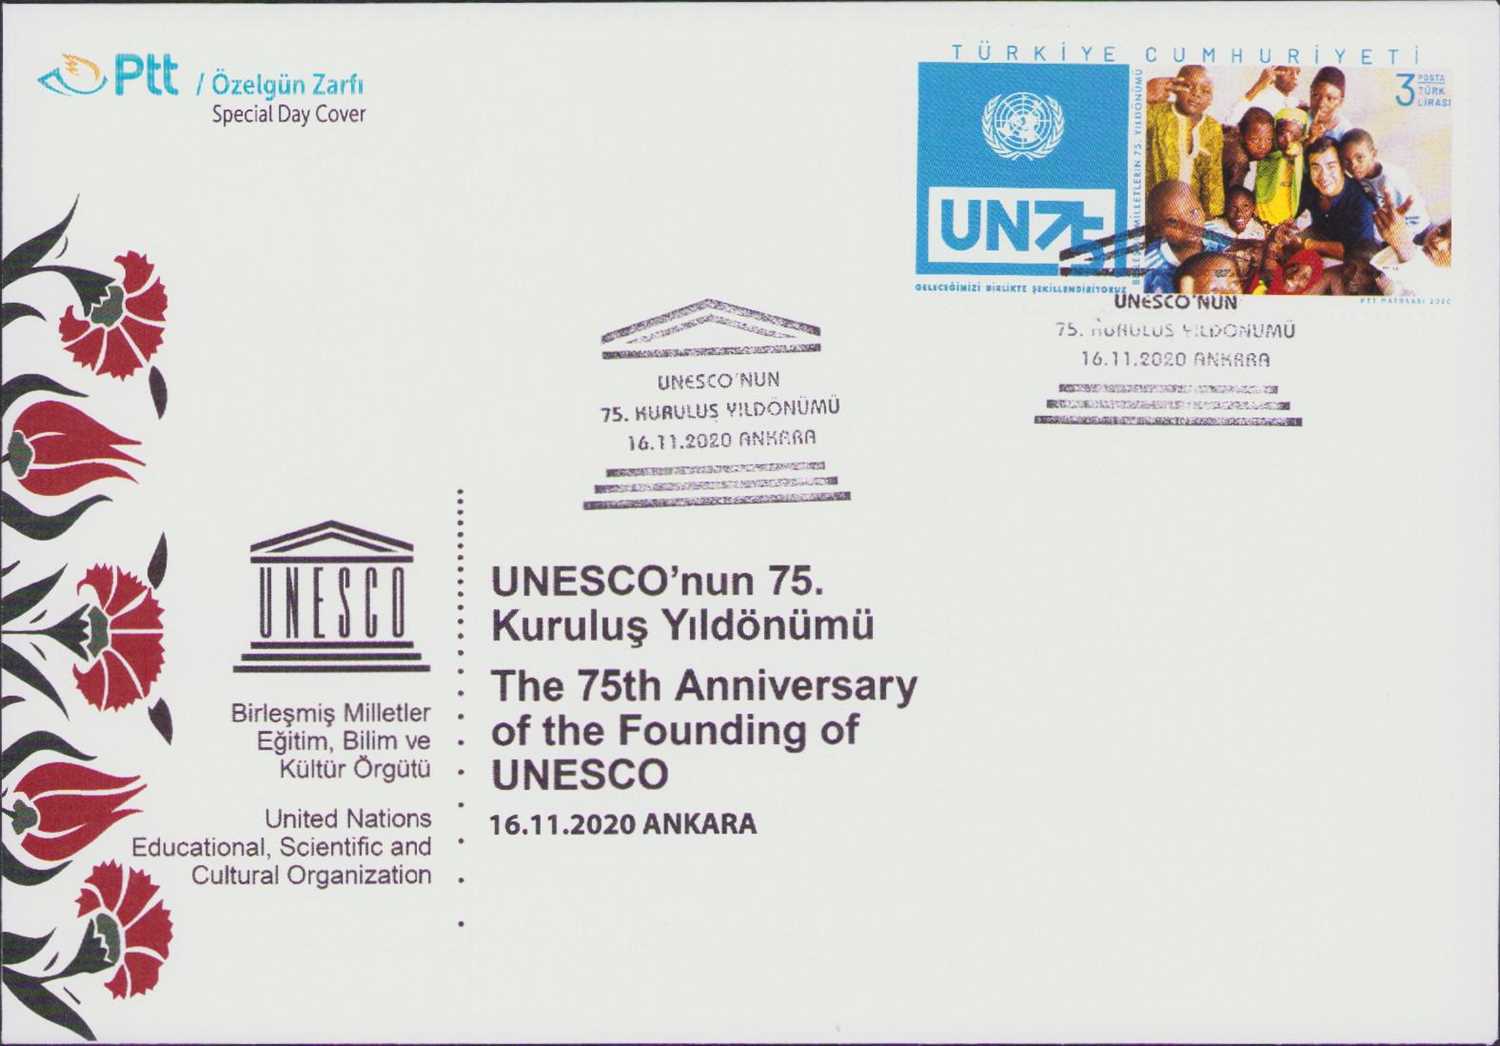 Ptt / Özelgün Zarfı
Special Day Cover
TÜRKİYE CUMHURİYETİ
3 POSTA
TÜRK
LİRASI
MİLLETLERİN 75. YILDÖNÜMÜ
UN75
GELECEĞİMİZİ BİRLİKTE ŞEKİLLENDİRİYORUZ
PTT MATBAASI 2020
UNESCO'NUN
75. KURULUŞ YILDÖNÜMÜ
16.11.2020 ANKARA
UNESCO'NUN
75. KURULUŞ YILDÖNÜMÜ
16.11.2020 ANKARA
UNESCO
Birleşmiş Milletler
Eğitim, Bilim ve
Kültür Örgütü
United Nations
Educational, Scientific and
Cultural Organization
UNESCO’nun 75.
Kuruluş Yıldönümü
The 75th Anniversary
of the Founding of
UNESCO
16.11.2020 ANKARA